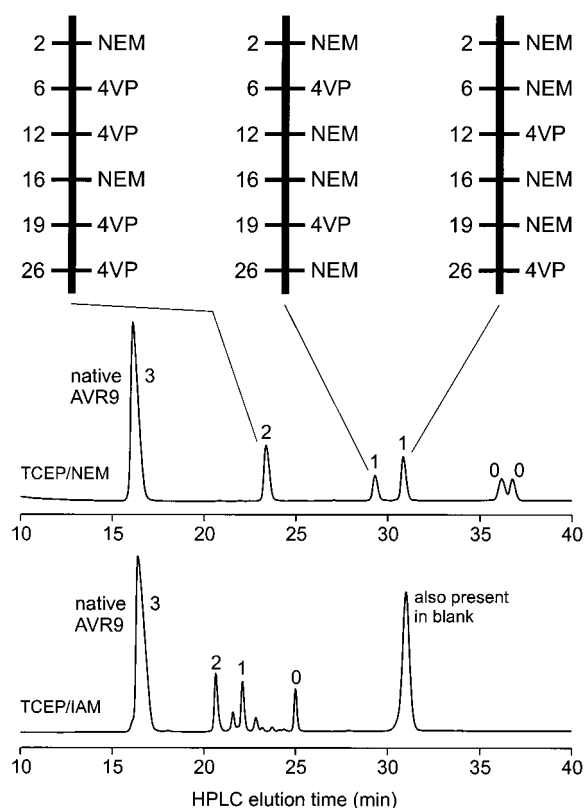 2 NEM 2 NEM 2 NEM
6 4VP 6 4VP 6 NEM
12 4VP 12 NEM 12 4VP
16 NEM 16 NEM 16 NEM
19 4VP 19 4VP 19 NEM
26 4VP 26 NEM 26 4VP
native
AVR9
3
2
1
1
0 0
TCEP/NEM
10 15 20 25 30 35 40
native
AVR9
3
2
1
0
also present
in blank
TCEP/IAM
10 15 20 25 30 35 40
HPLC elution time (min)